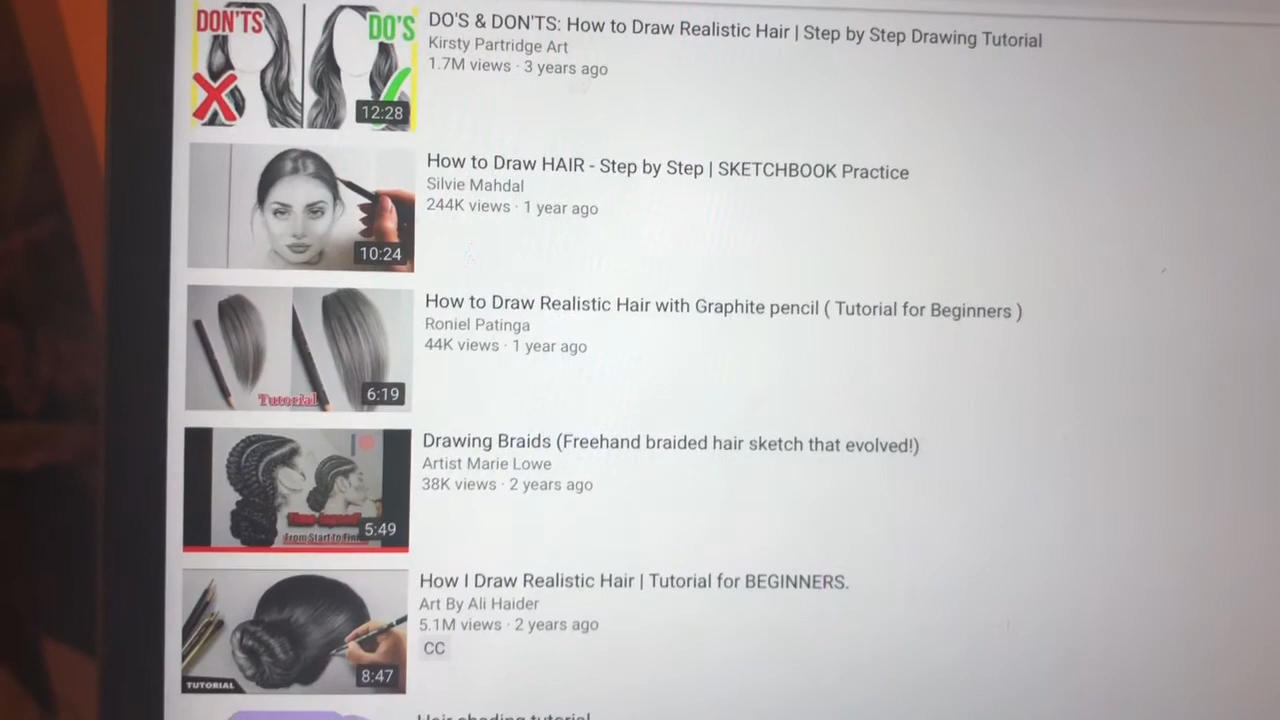 DON'TS
DO'S
12:28
DO'S & DON'TS: How to Draw Realistic Hair | Step by Step Drawing Tutorial
Kirsty Partridge Art
1.7M views · 3 years ago
10:24
How to Draw HAIR - Step by Step | SKETCHBOOK Practice
Silvie Mahdal
244K views · 1 year ago
Tutorial
6:19
How to Draw Realistic Hair with Graphite pencil ( Tutorial for Beginners )
Roniel Patinga
44K views · 1 year ago
From Start to
5:49
Drawing Braids (Freehand braided hair sketch that evolved!)
Artist Marie Lowe
38K views · 2 years ago
TUTORIAL
8:47
How I Draw Realistic Hair | Tutorial for BEGINNERS.
Art By Ali Haider
5.1M views · 2 years ago
CC
Hair shading tutorial